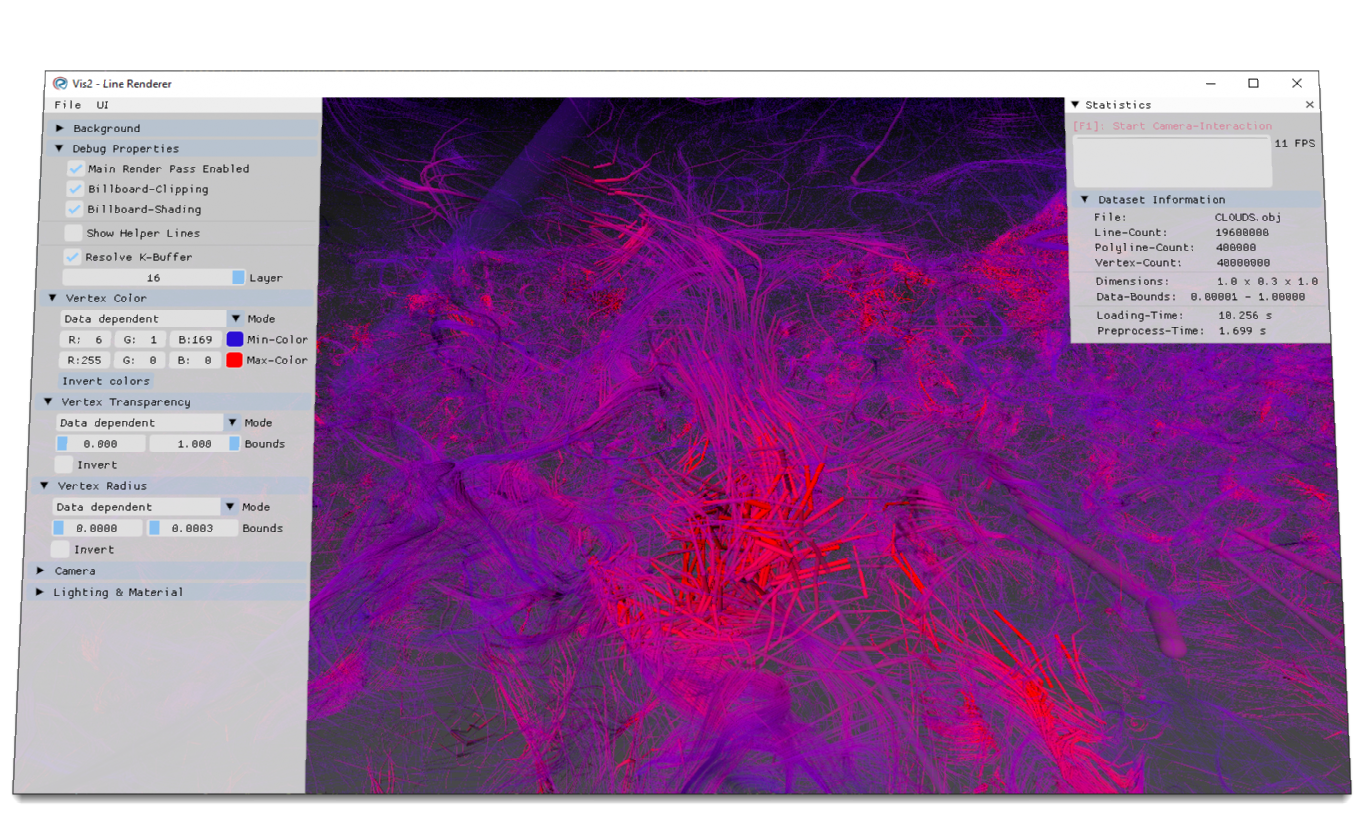 Vis2 - Line Renderer
File UI
Background
Debug Properties
Main Render Pass Enabled
Billboard-Clipping
Billboard-Shading
Show Helper Lines
Resolve K-Buffer
16 Layer
Vertex Color
Data dependent Mode
R: 6 G: 1 B:169 Min-Color
R:255 G: 0 B: 0 Max-Color
Invert colors
Vertex Transparency
Data dependent Mode
0.000 1.000 Bounds
Invert
Vertex Radius
Data dependent Mode
0.0000 0.0003 Bounds
Invert
Camera
Lighting & Material
Statistics
[F1]: Start Camera-Interaction
11 FPS
Dataset Information
File: CLOUDS.obj
Line-Count: 19600000
Polyline-Count: 400000
Vertex-Count: 40000000
Dimensions: 1.0 x 0.3 x 1.0
Data-Bounds: 0.00001 - 1.00000
Loading-Time: 10.256 s
Preprocess-Time: 1.699 s